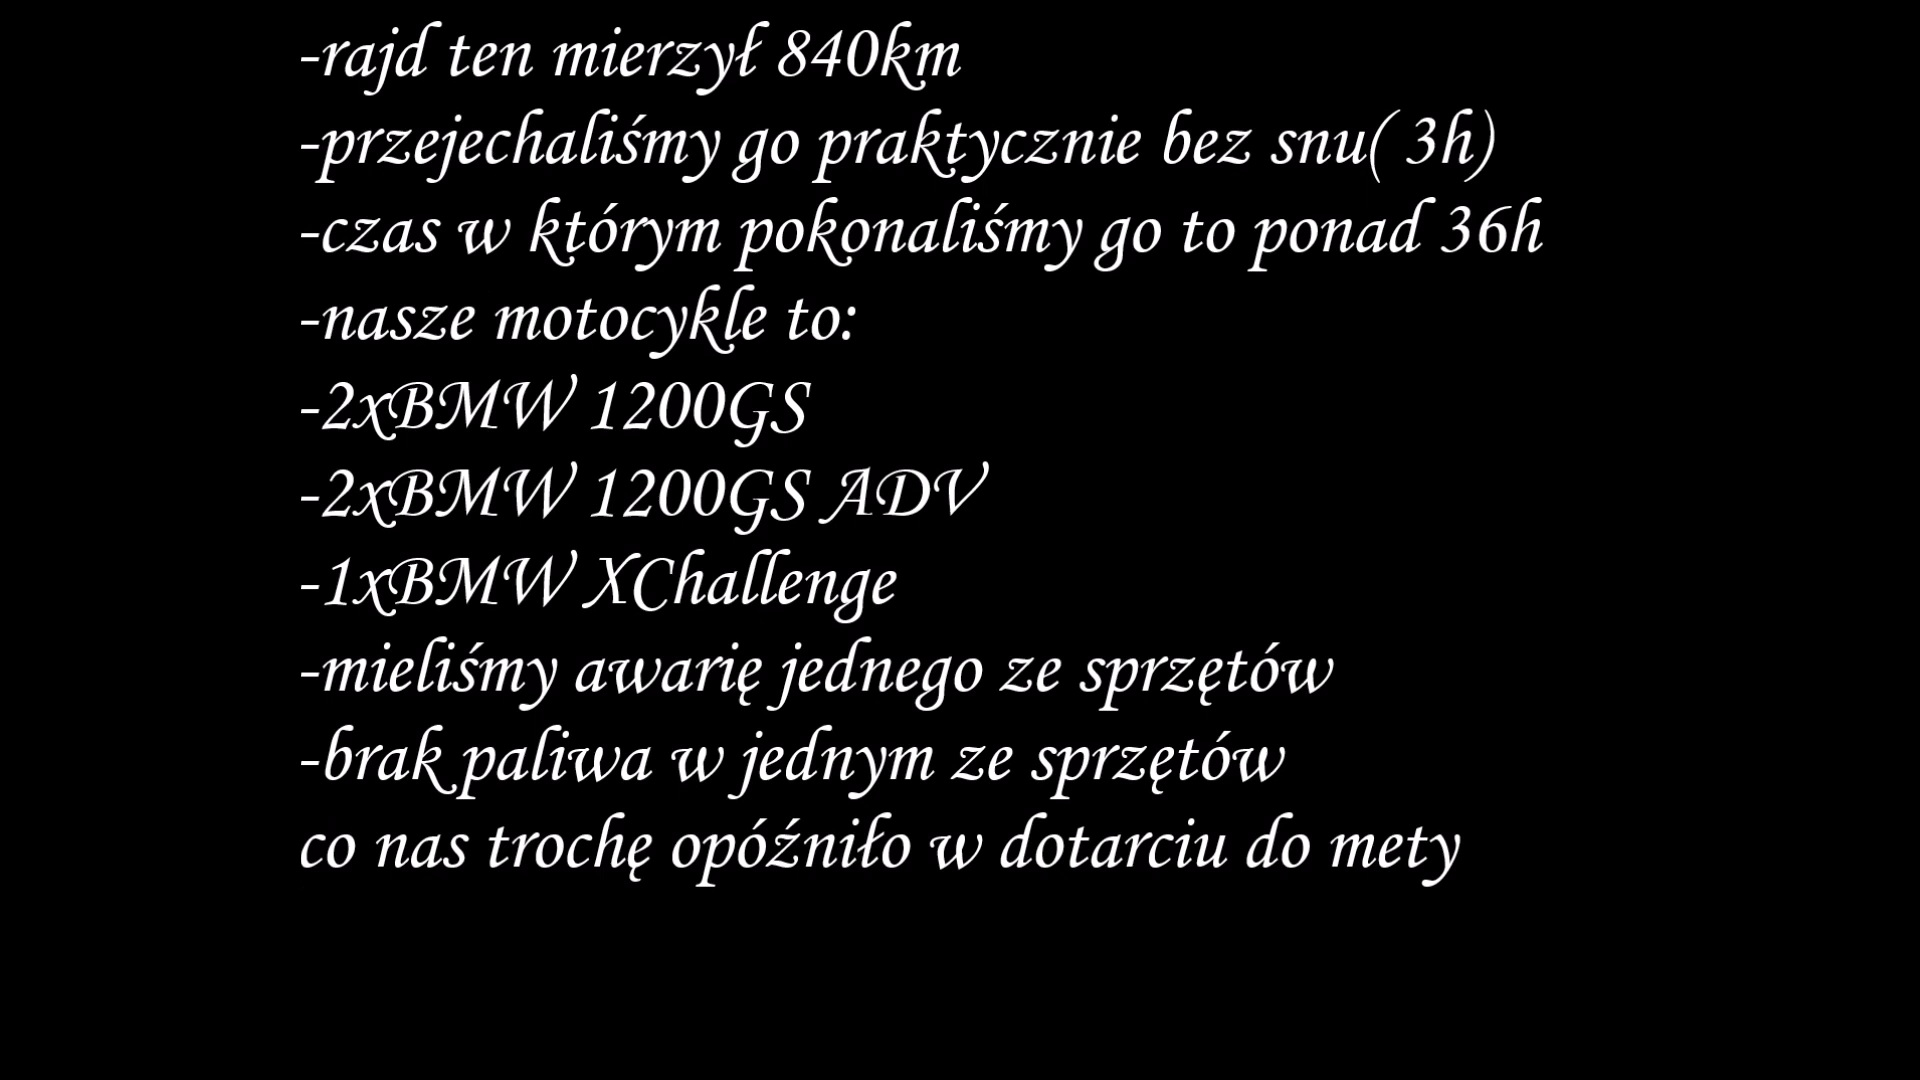 -rajd ten mierzył 840km
-przejechaliśmy go praktycznie bez snu( 3h)
-czas w którym pokonaliśmy go to ponad 36h
-nasze motocykle to:
-2xBMW 1200GS
-2xBMW 1200GS ADV
-1xBMW XChallenge
-mieliśmy awarię jednego ze sprzętów
-brak paliwa w jednym ze sprzętów
co nas trochę opóźniło w dotarciu do mety